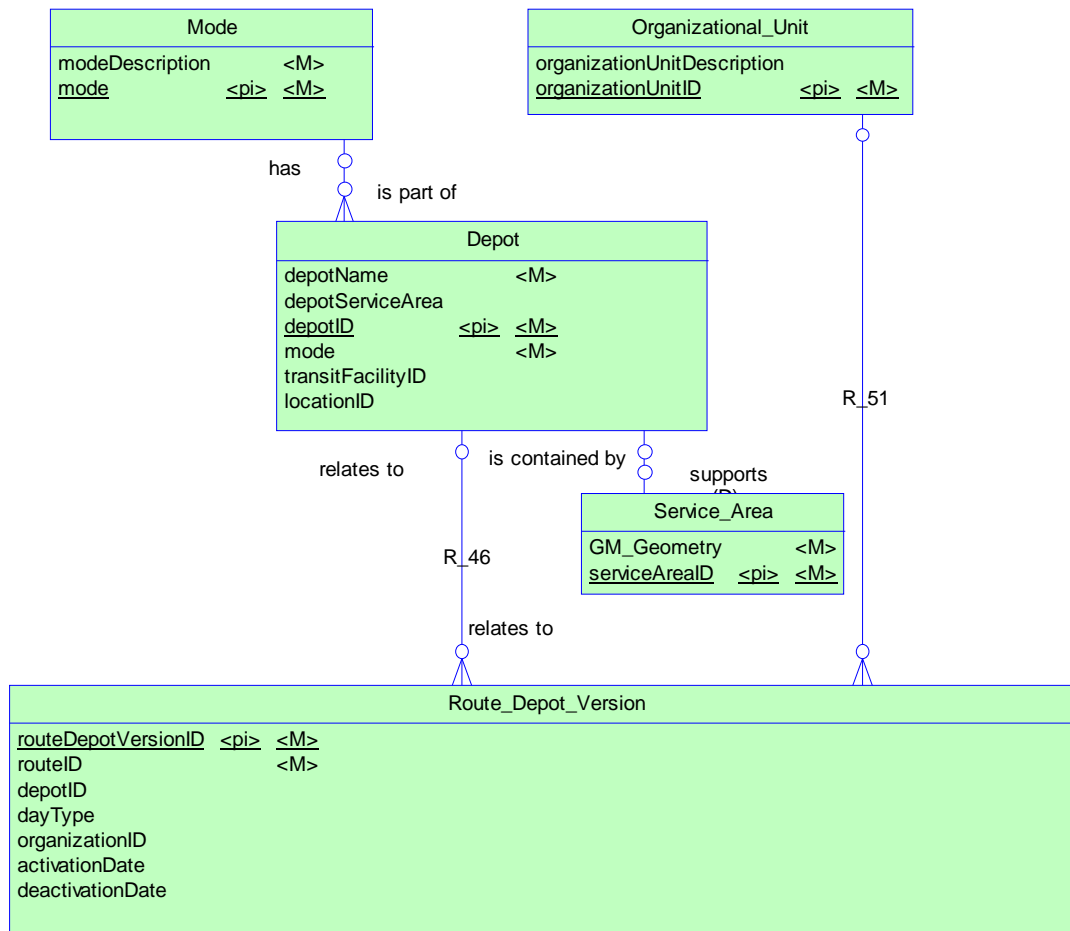 Mode
modeDescription <M>
mode <pi> <M>
Organizational_Unit
organizationUnitDescription
organizationUnitID <pi> <M>
has
is part of
Depot
depotName <M>
depotServiceArea
depotID <pi> <M>
mode <M>
transitFacilityID
locationID
R_51
relates to
is contained by
supports
Service_Area
GM_Geometry <M>
serviceAreaID <pi> <M>
R_46
relates to
Route_Depot_Version
routeDepotVersionID <pi> <M>
routeID <M>
depotID
dayType
organizationID
activationDate
deactivationDate